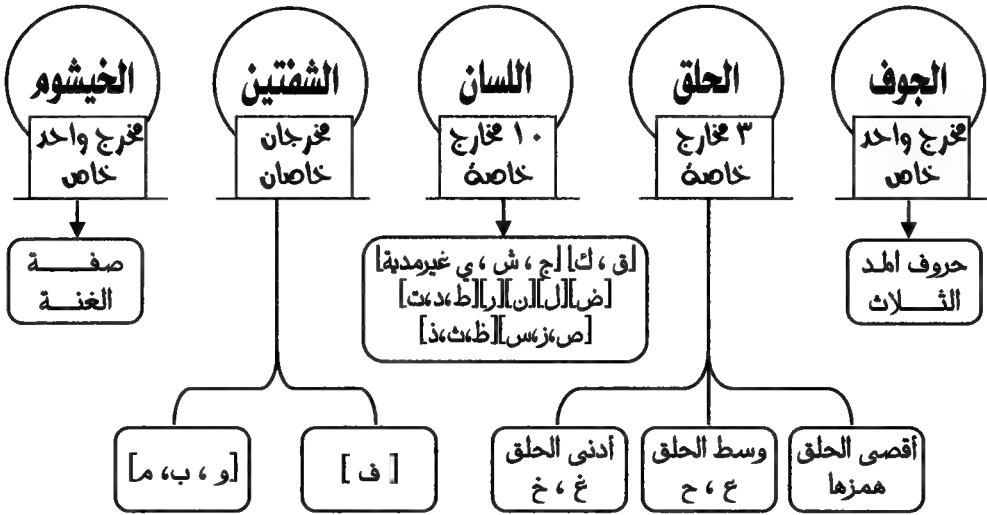 الجوف
مخرج واحد
خاص
حروف المد
الثلاث
الحلق
٣ مخارج
خاصة
أقصى الحلق
همزها
وسط الحلق
ع ، ح
أدنى الحلق
غ ، خ
اللسان
١٠ مخارج
خاصة
[ق ، ك] [ج ، ش ، ي غيرمدية]
[ض][ل][ن][ر][ط،د،ت]
[ص،ز،س][ظ،ث،ذ]
الشفتين
مخرجان
خاصان
[ ف ]
[و ، ب، م]
الخيشوم
مخرج واحد
خاص
صفة
الغنة